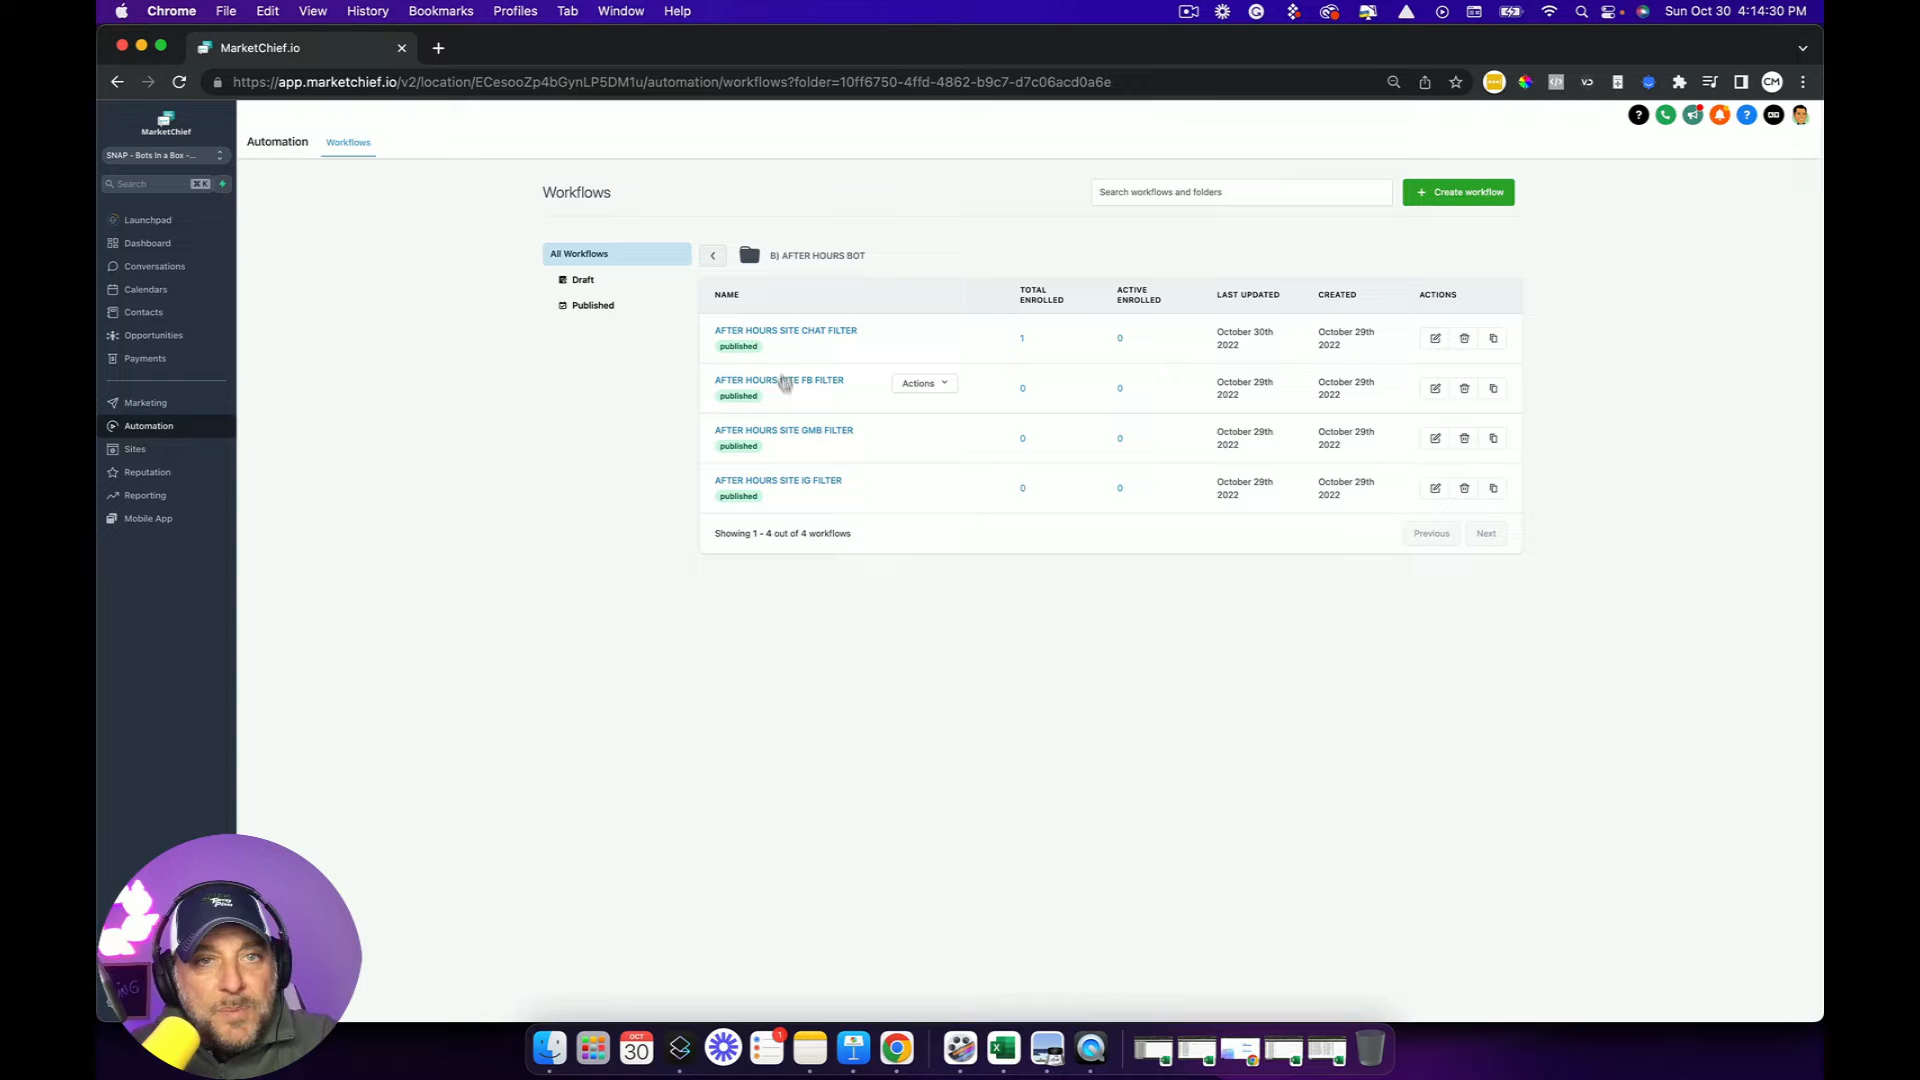 Chrome File Edit View History Bookmarks Profiles Tab Window Help Sun Oct 30 4:14:30 PM
MarketChief.io
https://app.marketchief.io/v2/location/ECesooZp4bGynLP5DM1u/automation/workflows?folder=10ff6750-4ffd-4862-b9c7-d7c06acd0a6e
CM
MarketChief
SNAP - Bots In a Box -...
Search ⌘K
Launchpad
Dashboard
Conversations
Calendars
Contacts
Opportunities
Payments
Marketing
Automation
Sites
Reputation
Reporting
Mobile App
Automation Workflows
Workflows
Search workflows and folders
+ Create workflow
All Workflows
Draft
Published
B) AFTER HOURS BOT
NAME TOTAL ENROLLED ACTIVE ENROLLED LAST UPDATED CREATED ACTIONS
AFTER HOURS SITE CHAT FILTER
published
1 0 October 30th 2022 October 29th 2022
AFTER HOURS SITE FB FILTER
published
Actions
0 0 October 29th 2022 October 29th 2022
AFTER HOURS SITE GMB FILTER
published
0 0 October 29th 2022 October 29th 2022
AFTER HOURS SITE IG FILTER
published
0 0 October 29th 2022 October 29th 2022
Showing 1 - 4 out of 4 workflows
Previous Next
OCT
30
1